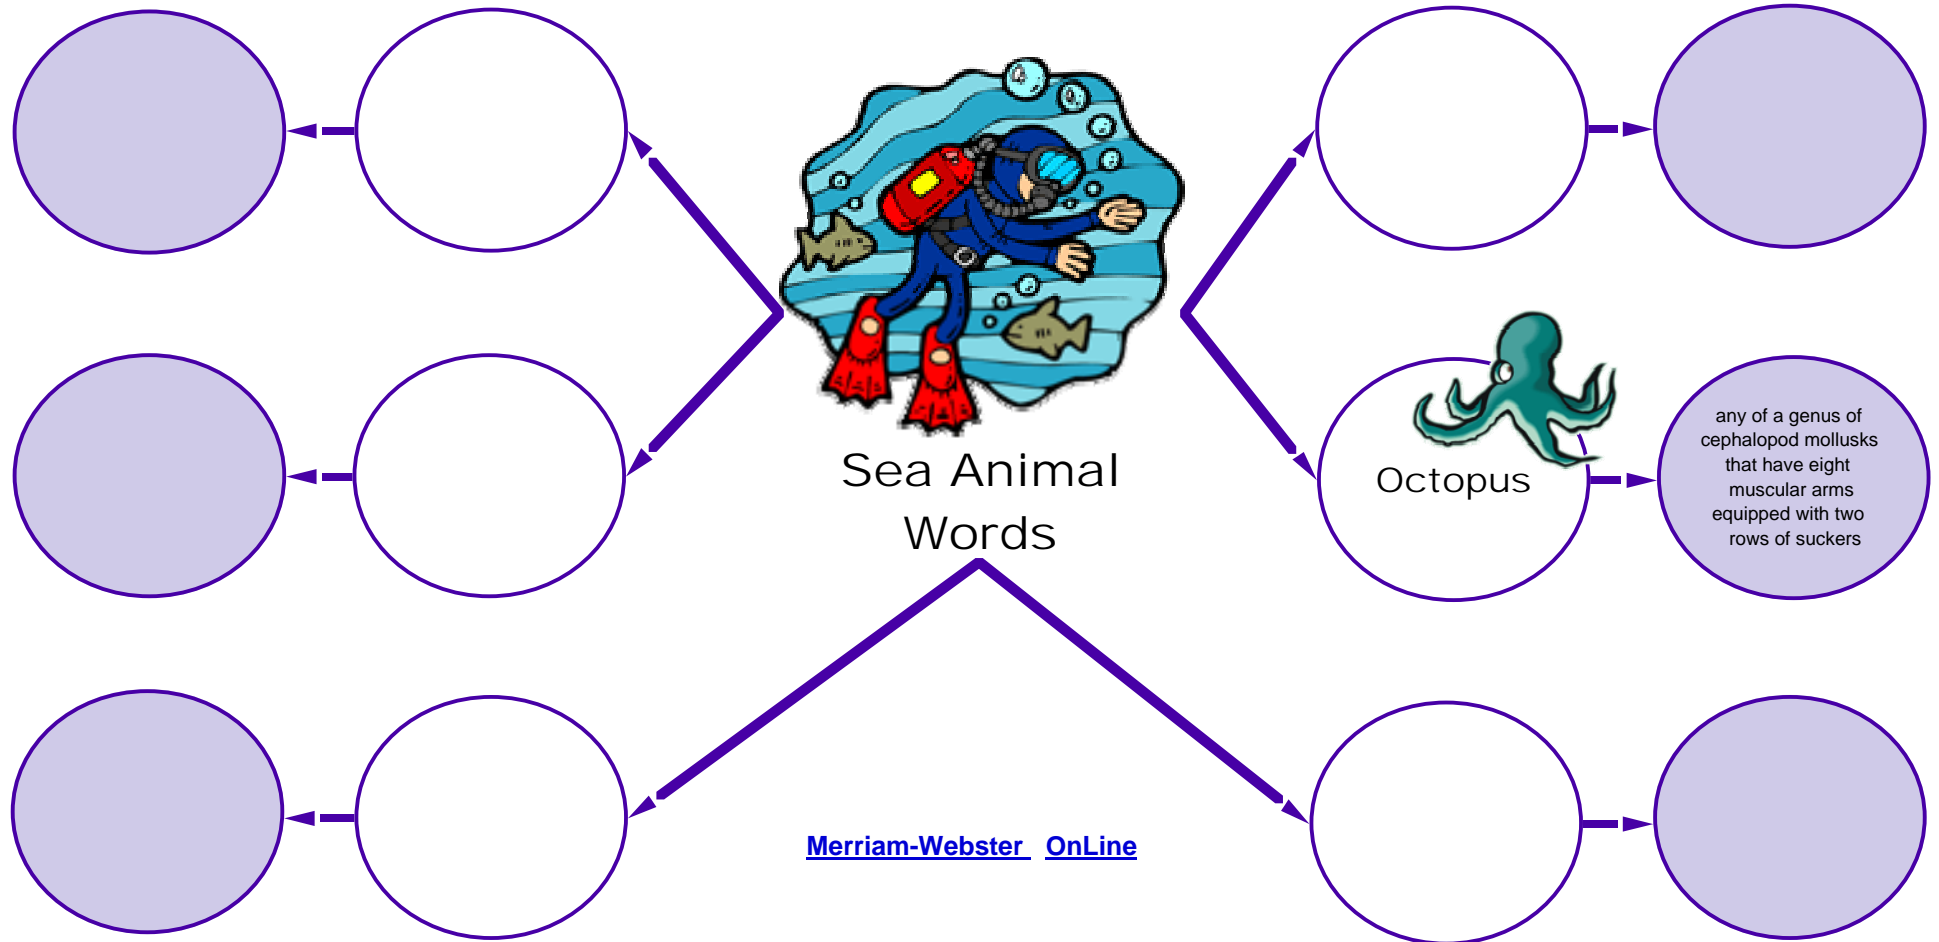 Sea Animal
Words
Octopus
any of a genus of
cephalopod mollusks
that have eight
muscular arms
equipped with two
rows of suckers
Merriam-Webster OnLine